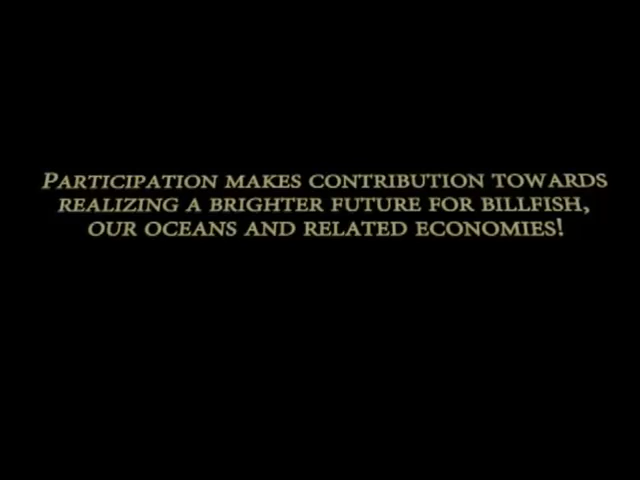 PARTICIPATION MAKES CONTRIBUTION TOWARDS
REALIZING A BRIGHTER FUTURE FOR BILLFISH,
OUR OCEANS AND RELATED ECONOMIES!